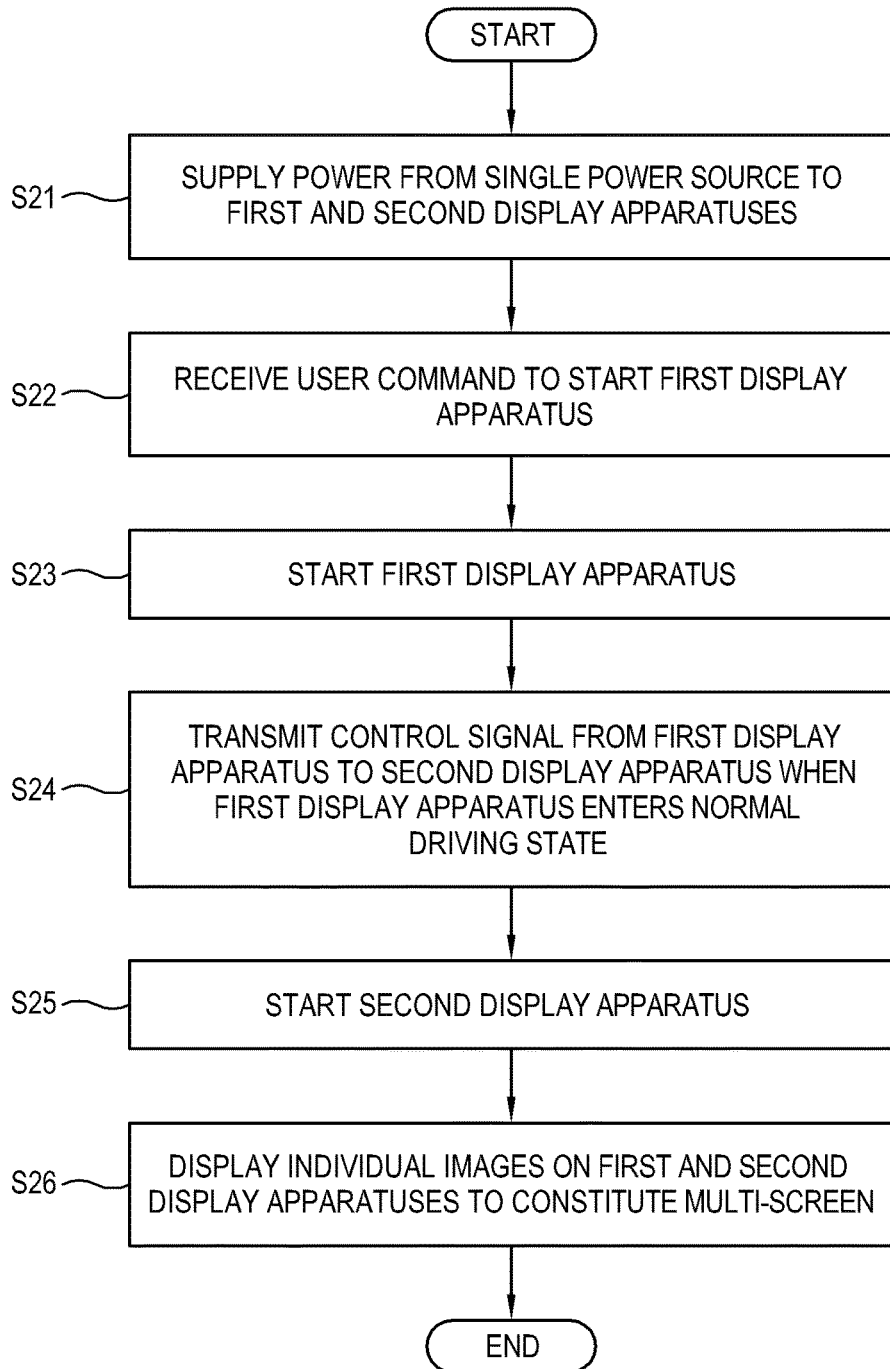 START
S21
SUPPLY POWER FROM SINGLE POWER SOURCE TO
FIRST AND SECOND DISPLAY APPARATUSES
S22
RECEIVE USER COMMAND TO START FIRST DISPLAY
APPARATUS
S23
START FIRST DISPLAY APPARATUS
S24
TRANSMIT CONTROL SIGNAL FROM FIRST DISPLAY
APPARATUS TO SECOND DISPLAY APPARATUS WHEN
FIRST DISPLAY APPARATUS ENTERS NORMAL
DRIVING STATE
S25
START SECOND DISPLAY APPARATUS
S26
DISPLAY INDIVIDUAL IMAGES ON FIRST AND SECOND
DISPLAY APPARATUSES TO CONSTITUTE MULTI-SCREEN
END